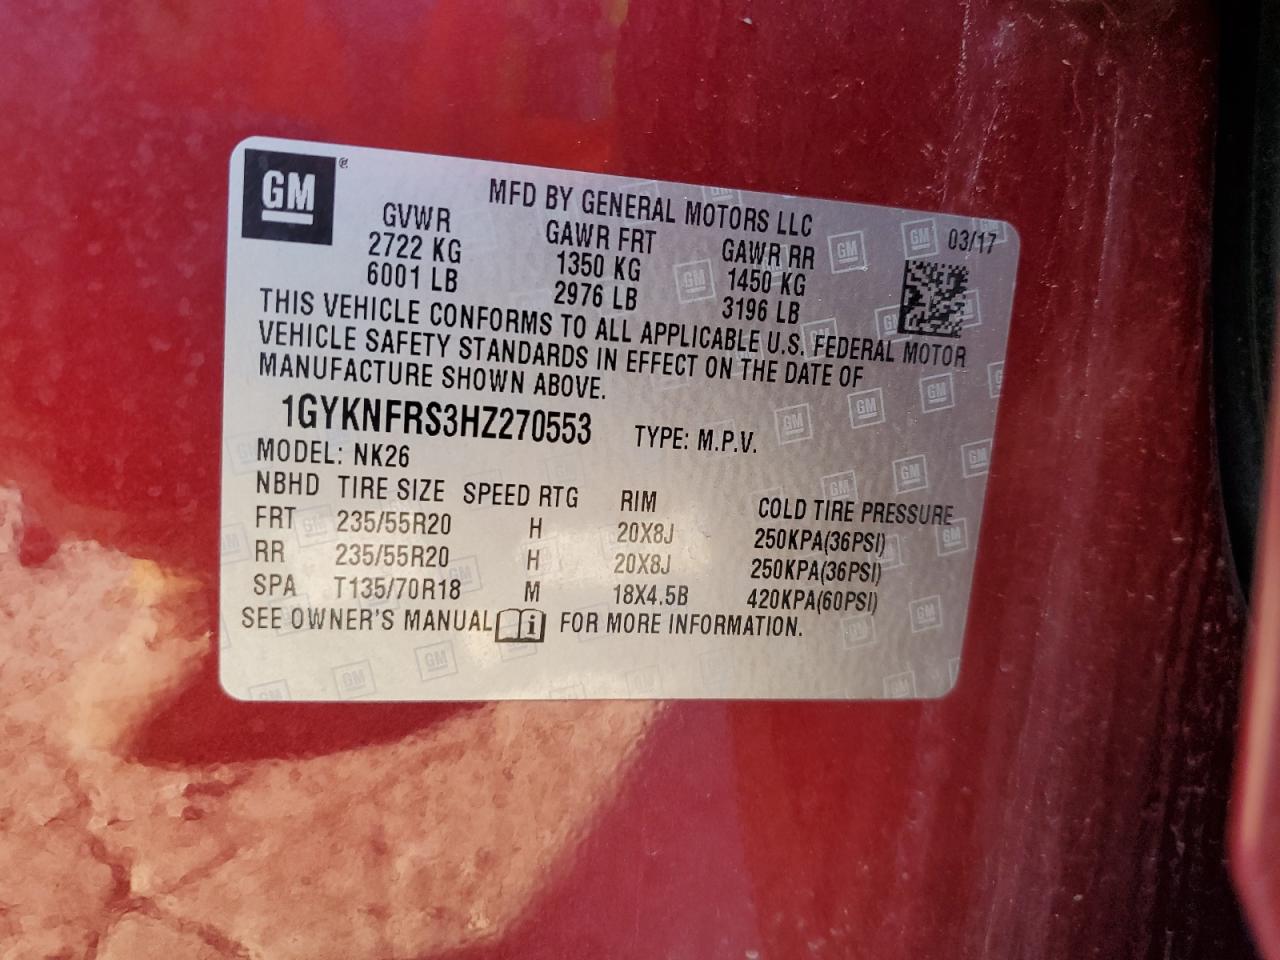 GM ®
MFD BY GENERAL MOTORS LLC
03/17
GVWR GAWR FRT GAWR RR
2722 KG 1350 KG 1450 KG
6001 LB 2976 LB 3196 LB
THIS VEHICLE CONFORMS TO ALL APPLICABLE U.S. FEDERAL MOTOR
VEHICLE SAFETY STANDARDS IN EFFECT ON THE DATE OF
MANUFACTURE SHOWN ABOVE.
1GYKNFRS3HZ270553 TYPE: M.P.V.
MODEL: NK26
NBHD TIRE SIZE SPEED RTG RIM COLD TIRE PRESSURE
FRT 235/55R20 H 20X8J 250KPA(36PSI)
RR 235/55R20 H 20X8J 250KPA(36PSI)
SPA T135/70R18 M 18X4.5B 420KPA(60PSI)
SEE OWNER'S MANUAL i FOR MORE INFORMATION.